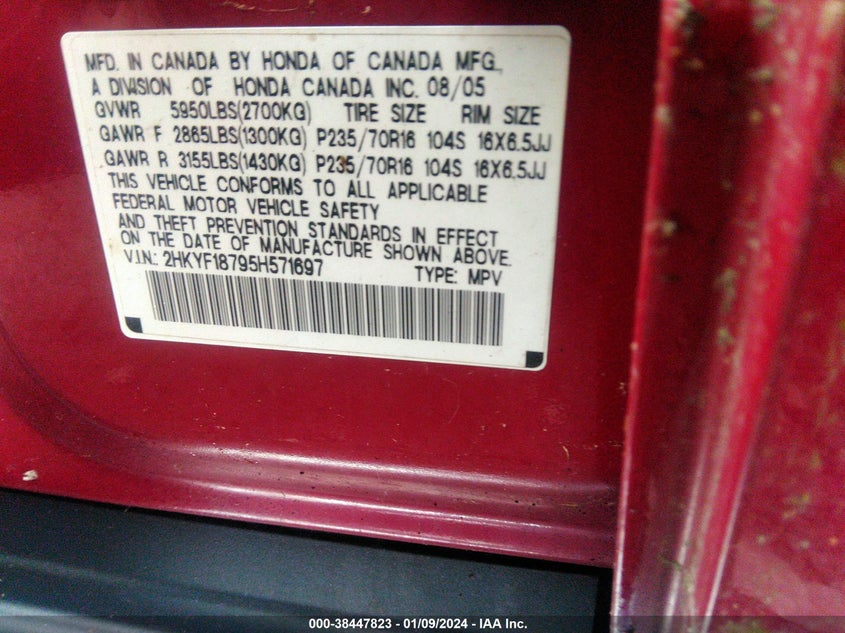 MFD. IN CANADA BY HONDA OF CANADA MFG.,
A DIVISION OF HONDA CANADA INC. 08/05
GVWR 5950LBS(2700KG) TIRE SIZE RIM SIZE
GAWR F 2865LBS(1300KG) P235/70R16 104S 16X6.5JJ
GAWR R 3155LBS(1430KG) P235/70R16 104S 16X6.5JJ
THIS VEHICLE CONFORMS TO ALL APPLICABLE
FEDERAL MOTOR VEHICLE SAFETY
AND THEFT PREVENTION STANDARDS IN EFFECT
ON THE DATE OF MANUFACTURE SHOWN ABOVE.
V.I.N.: 2HKYF18795H571697 TYPE: MPV
000-38447823 - 01/09/2024 - IAA Inc.